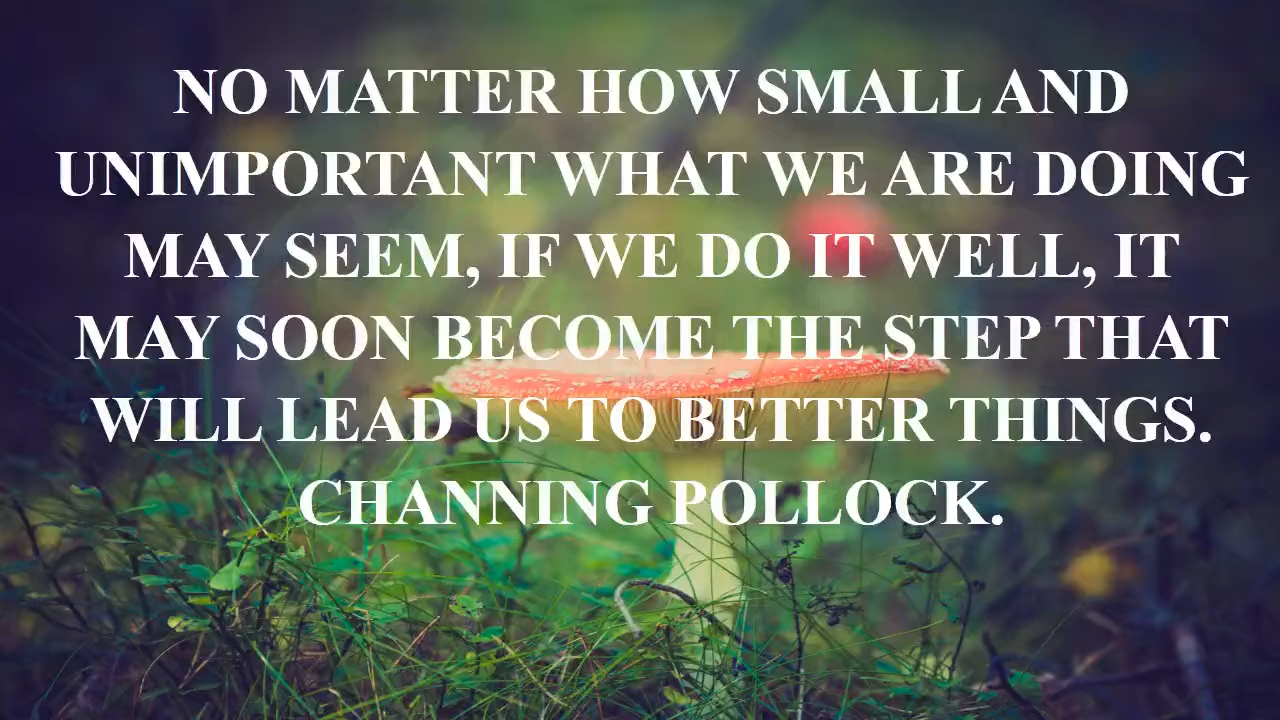 NO MATTER HOW SMALL AND
UNIMPORTANT WHAT WE ARE DOING
MAY SEEM, IF WE DO IT WELL, IT
MAY SOON BECOME THE STEP THAT
WILL LEAD US TO BETTER THINGS.
CHANNING POLLOCK.